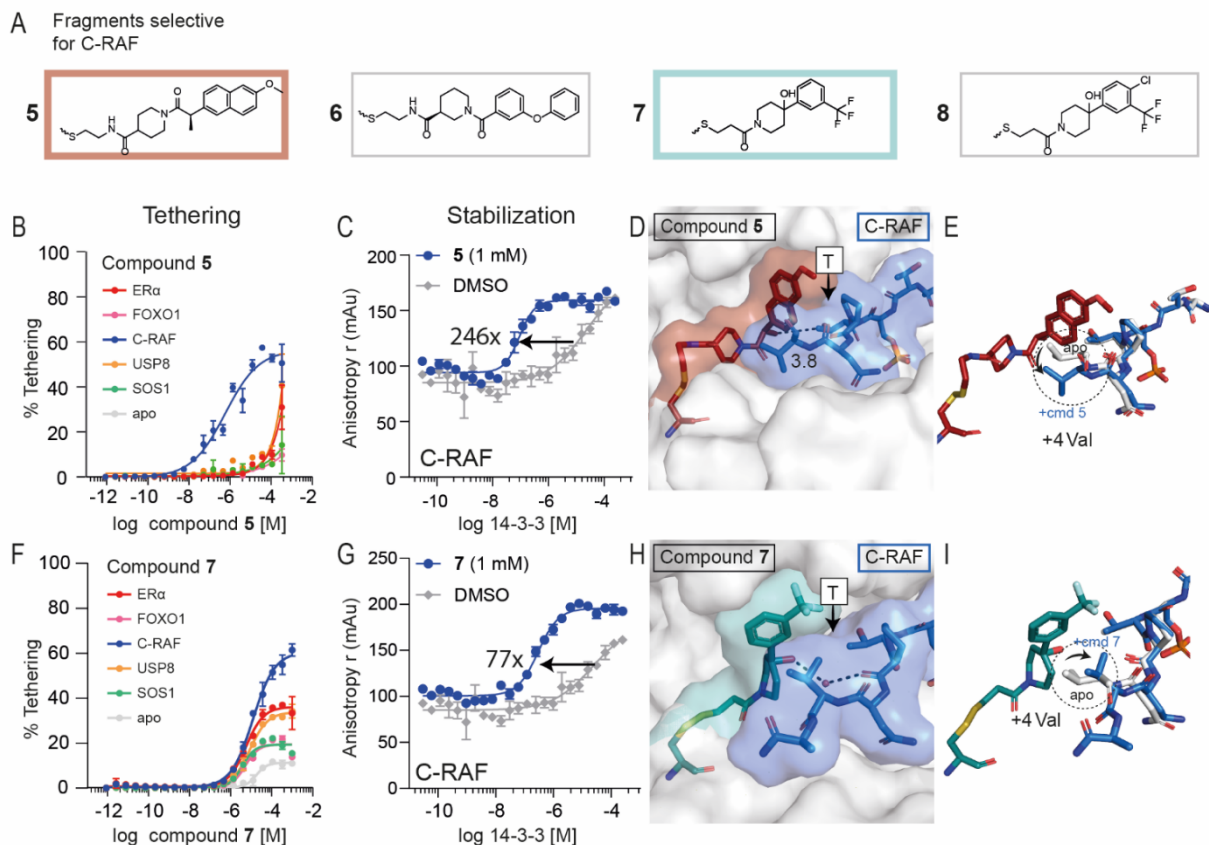 A
Fragments selective
for C-RAF
5
S
H
N
O
N
O
O
6
S
H
N
O
N
O
O
7
OH
N
S
O
F
F
F
8
Cl
OH
N
S
O
F
F
F
Tethering
Stabilization
B
% Tethering
100
80
60
40
20
0
Compound 5
ERα
FOXO1
C-RAF
USP8
SOS1
apo
-12 -10 -8 -6 -4 -2
log compound 5 [M]
C
Anisotropy r (mAu)
200
150
100
50
0
5 (1 mM)
DMSO
246x
C-RAF
-10 -8 -6 -4
log 14-3-3 [M]
D
Compound 5
C-RAF
T
3.8
E
apo
+cmd 5
+4 Val
F
% Tethering
100
80
60
40
20
0
Compound 7
ERα
FOXO1
C-RAF
USP8
SOS1
apo
-12 -10 -8 -6 -4 -2
log compound 7 [M]
G
Anisotropy r (mAu)
250
200
150
100
50
0
7 (1 mM)
DMSO
77x
C-RAF
-10 -8 -6 -4
log 14-3-3 [M]
H
Compound 7
C-RAF
T
I
+cmd 7
apo
+4 Val